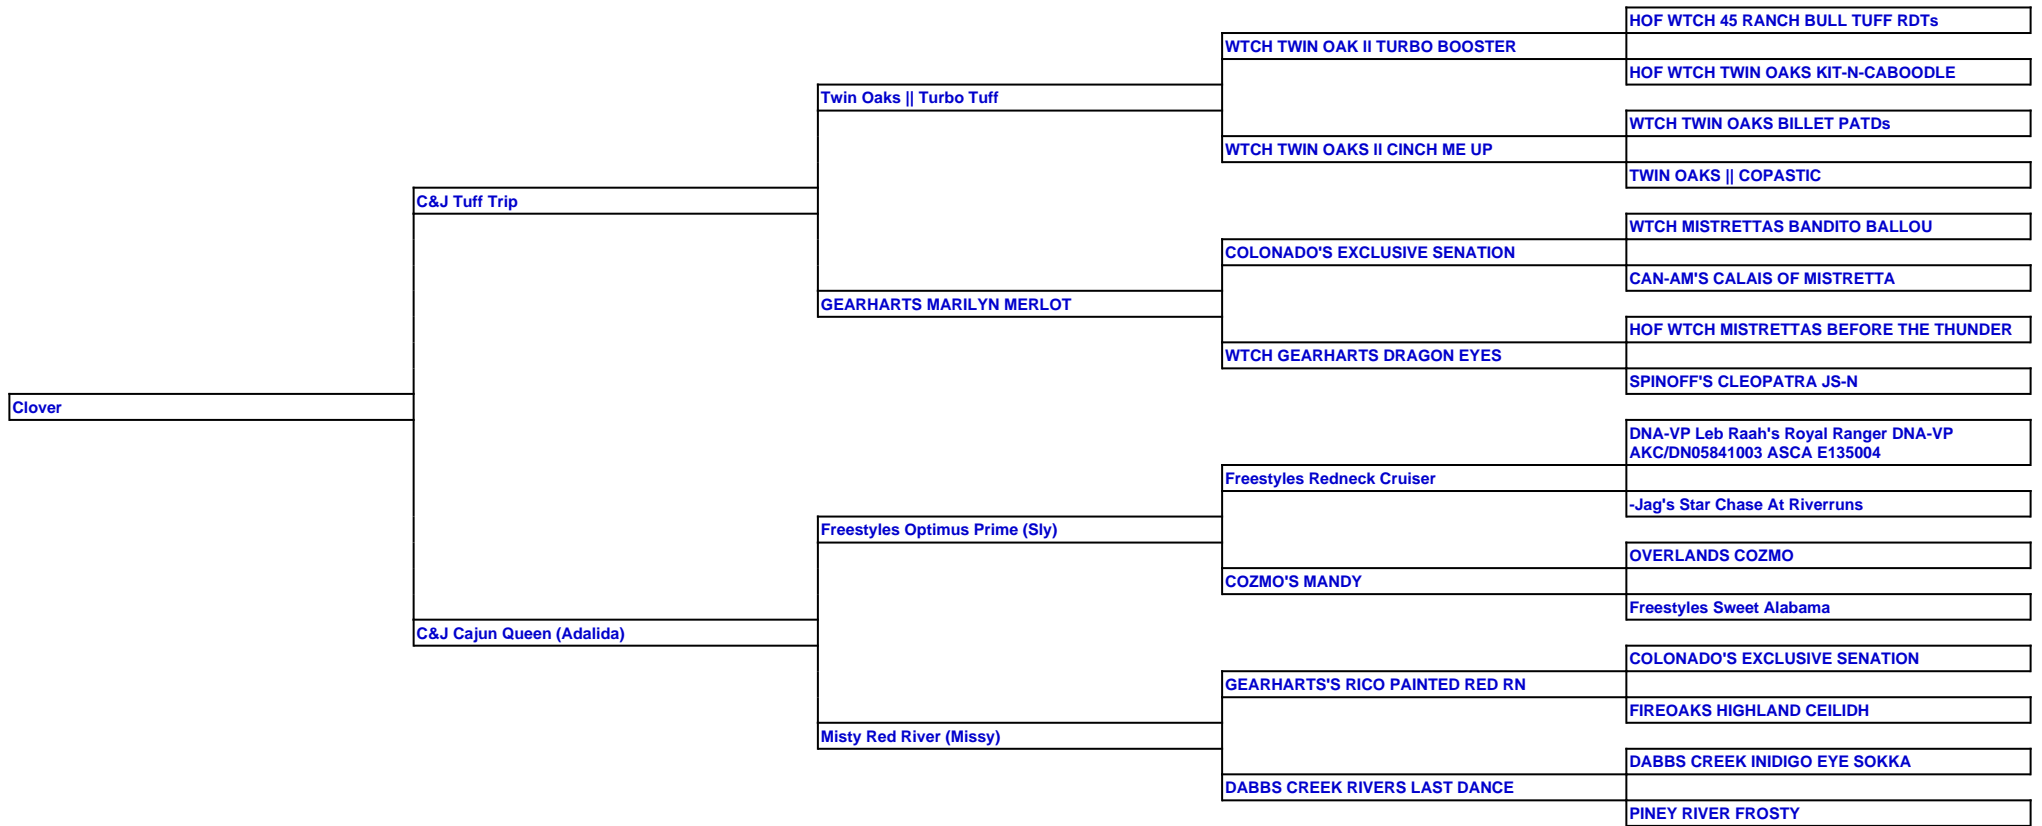 HOF WTCH 45 RANCH BULL TUFF RDTs
WTCH TWIN OAK II TURBO BOOSTER
HOF WTCH TWIN OAKS KIT-N-CABOODLE
Twin Oaks || Turbo Tuff
WTCH TWIN OAKS BILLET PATDs
WTCH TWIN OAKS II CINCH ME UP
TWIN OAKS || COPASTIC
C&J Tuff Trip
WTCH MISTRETTAS BANDITO BALLOU
COLONADO'S EXCLUSIVE SENATION
CAN-AM'S CALAIS OF MISTRETTA
GEARHARTS MARILYN MERLOT
HOF WTCH MISTRETTAS BEFORE THE THUNDER
WTCH GEARHARTS DRAGON EYES
SPINOFF'S CLEOPATRA JS-N
Clover
DNA-VP Leb Raah's Royal Ranger DNA-VP
AKC/DN05841003 ASCA E135004
Freestyles Redneck Cruiser
-Jag's Star Chase At Riverruns
Freestyles Optimus Prime (Sly)
OVERLANDS COZMO
COZMO'S MANDY
Freestyles Sweet Alabama
C&J Cajun Queen (Adalida)
COLONADO'S EXCLUSIVE SENATION
GEARHARTS'S RICO PAINTED RED RN
FIREOAKS HIGHLAND CEILIDH
Misty Red River (Missy)
DABBS CREEK INIDIGO EYE SOKKA
DABBS CREEK RIVERS LAST DANCE
PINEY RIVER FROSTY